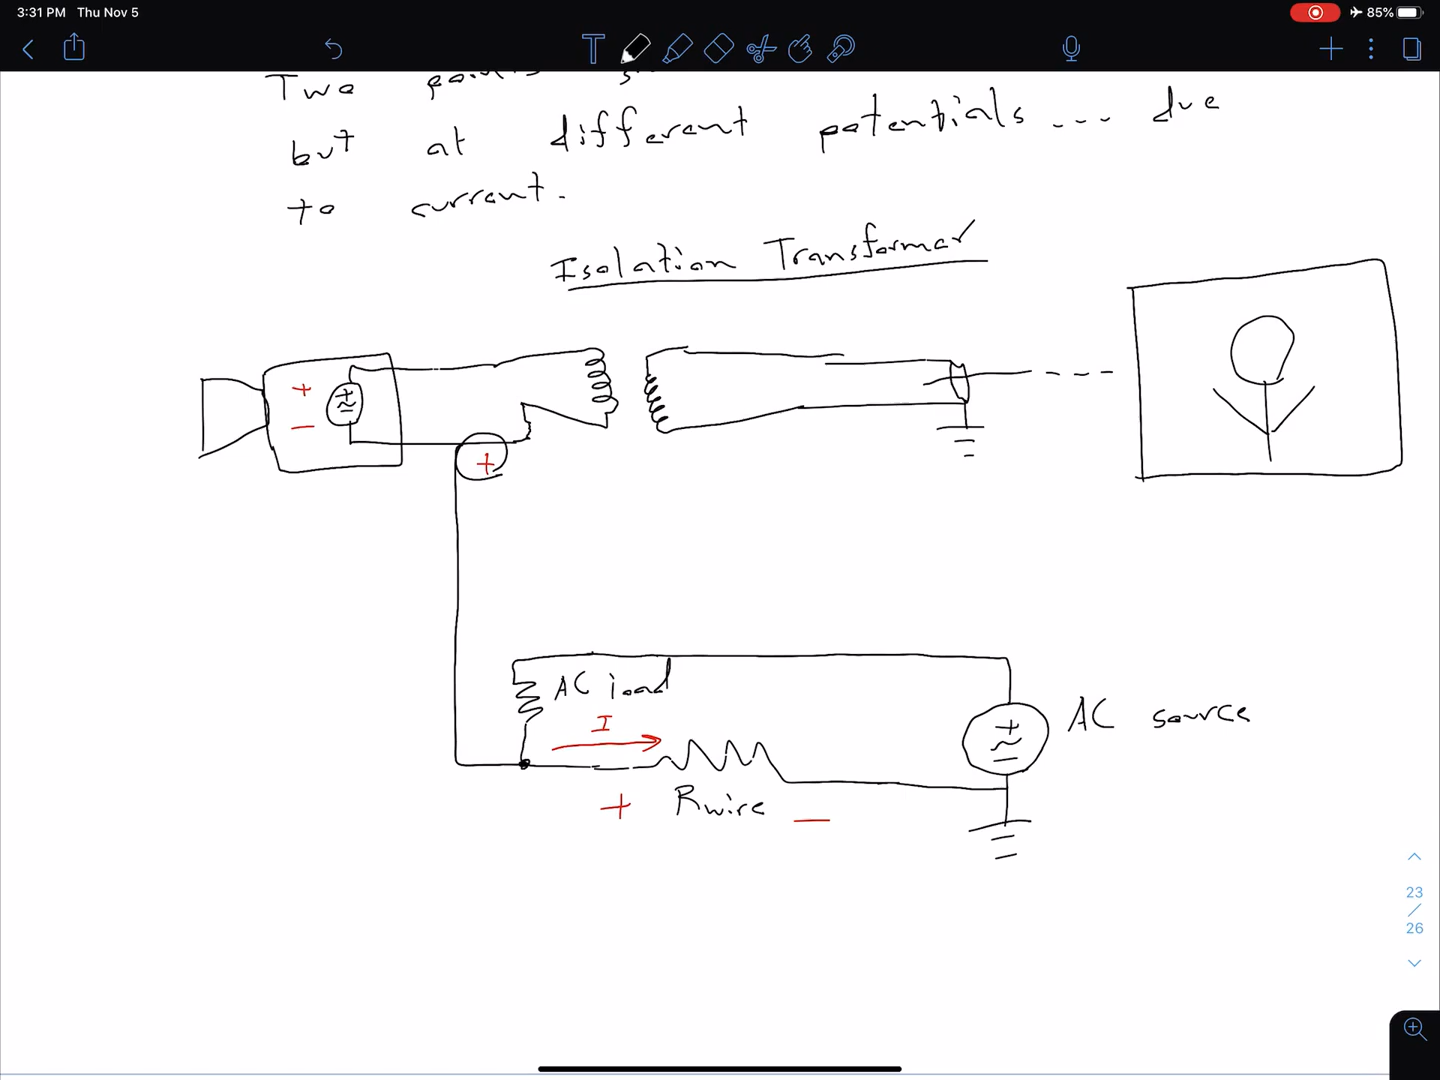 3:31 PM Thu Nov 5
85%
Two
but at different potentials ... due
to current.
Isolation Transformer
+
−
+
~
−
+
AC load
I
+
Rwire
−
+
~
−
AC source
23
/
26